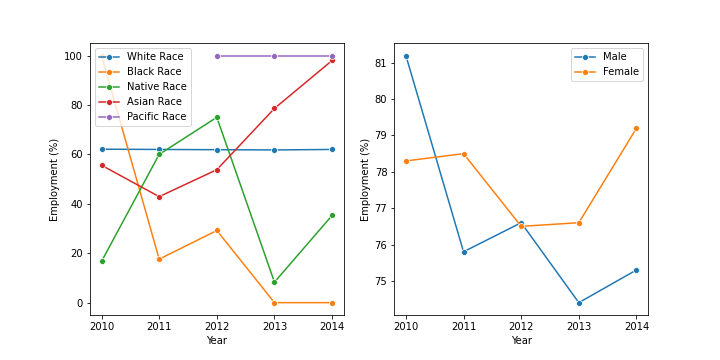 White Race
Black Race
Native Race
Asian Race
Pacific Race
100
80
60
40
20
0
Employment (%)
2010 2011 2012 2013 2014
Year
Male
Female
81
80
79
78
77
76
75
Employment (%)
2010 2011 2012 2013 2014
Year